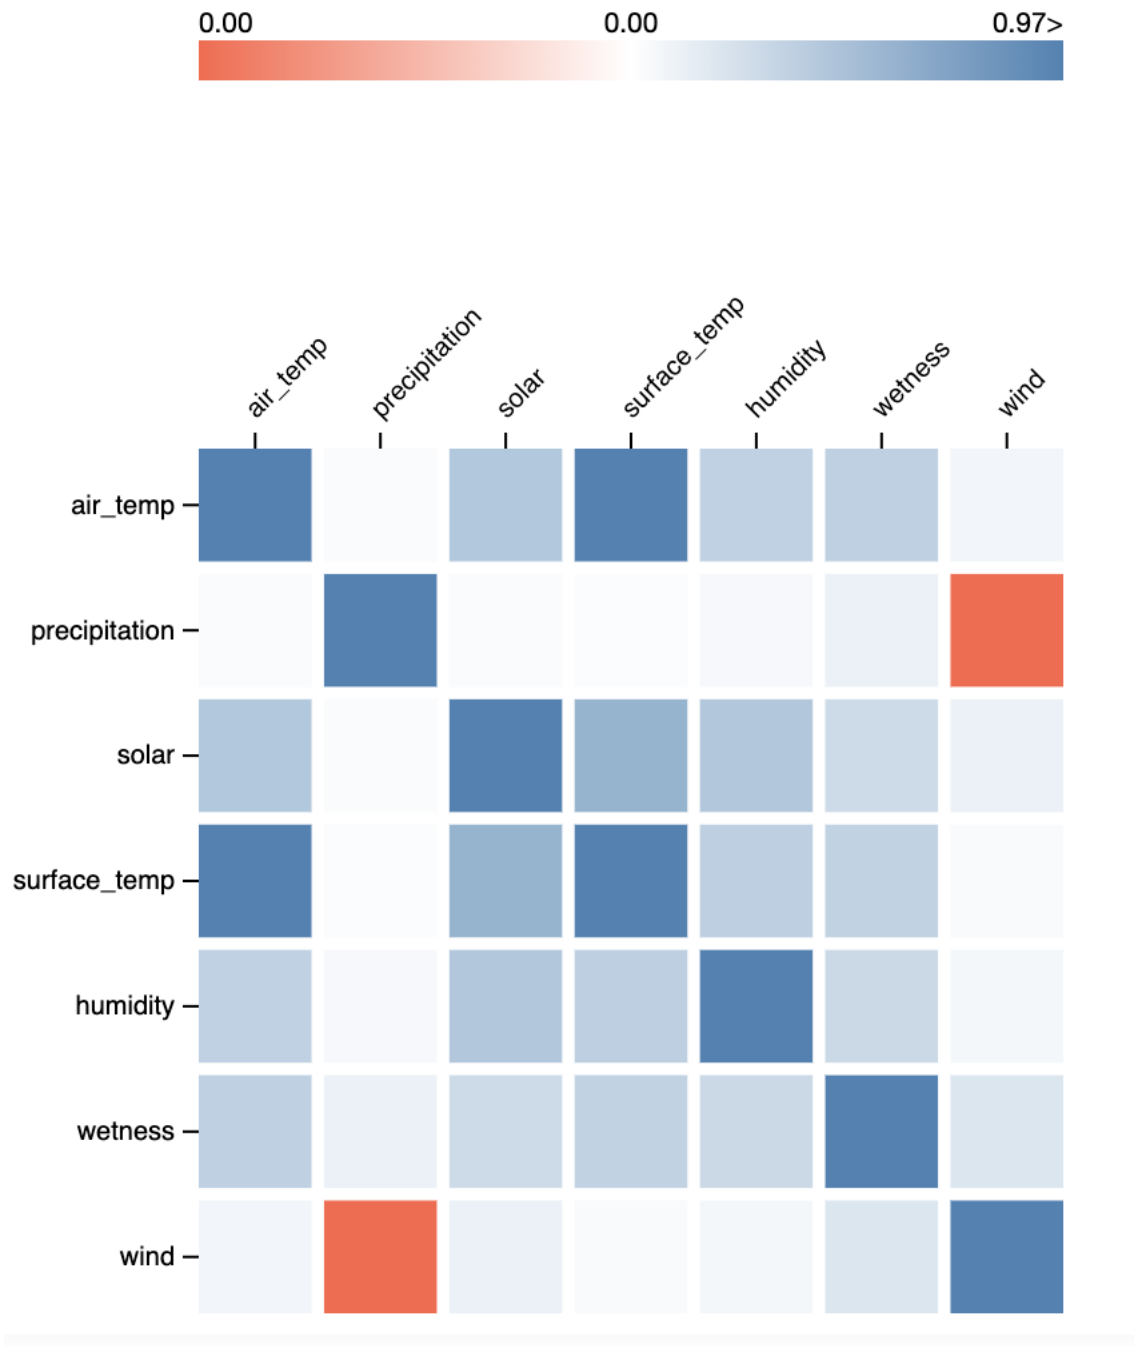 0.00 0.00 0.97>
air_temp precipitation solar surface_temp humidity wetness wind
air_temp
precipitation
solar
surface_temp
humidity
wetness
wind